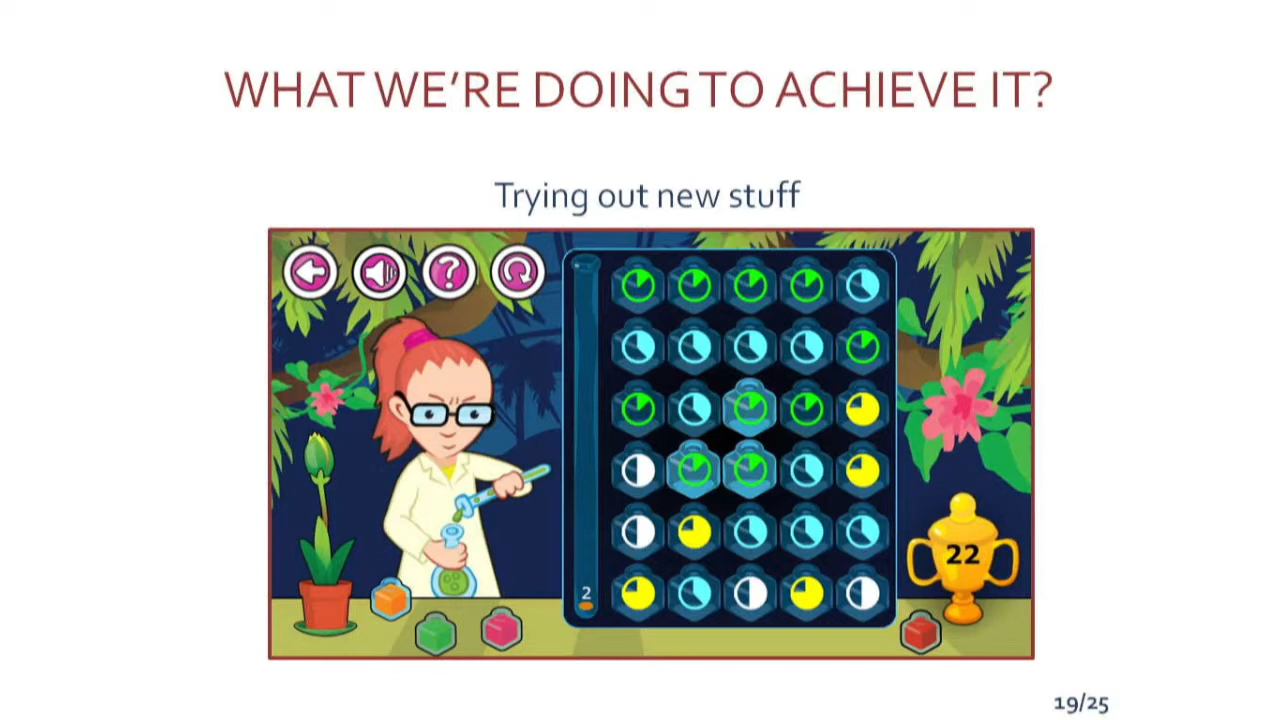 WHAT WE'RE DOING TO ACHIEVE IT?
Trying out new stuff
?
22
2
19/25